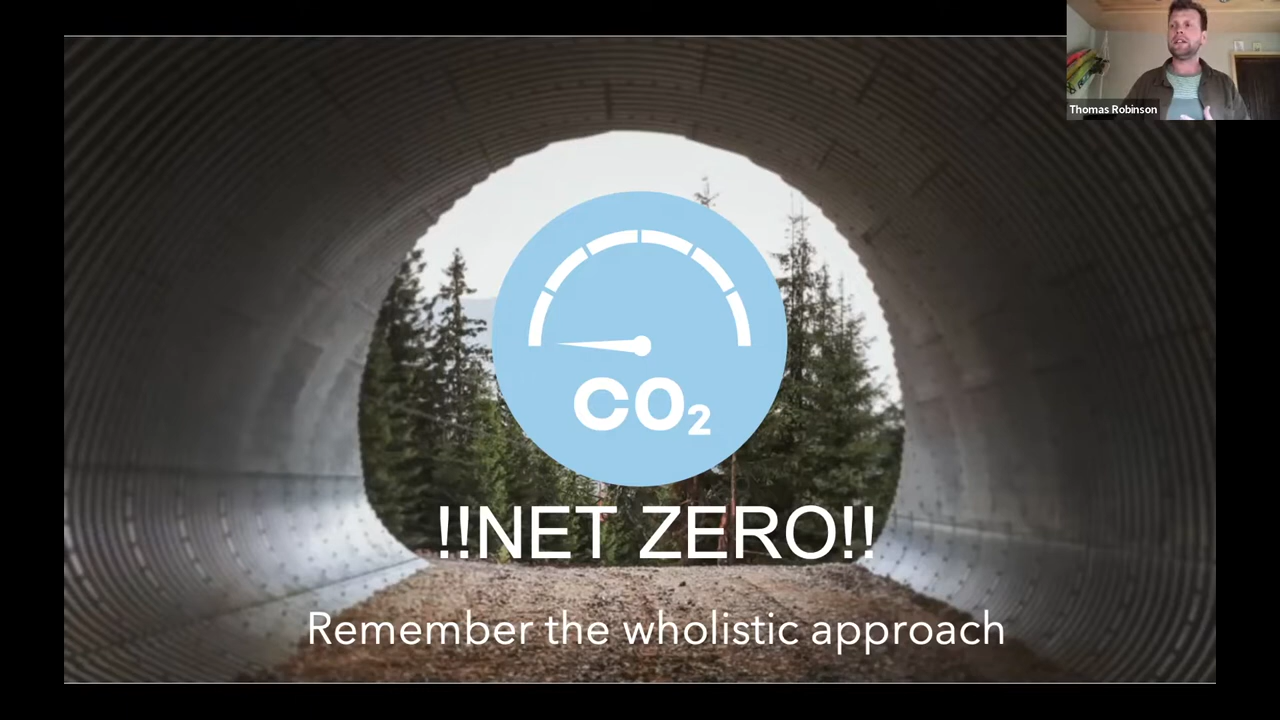 Thomas Robinson
CO₂
!!NET ZERO!!
Remember the wholistic approach